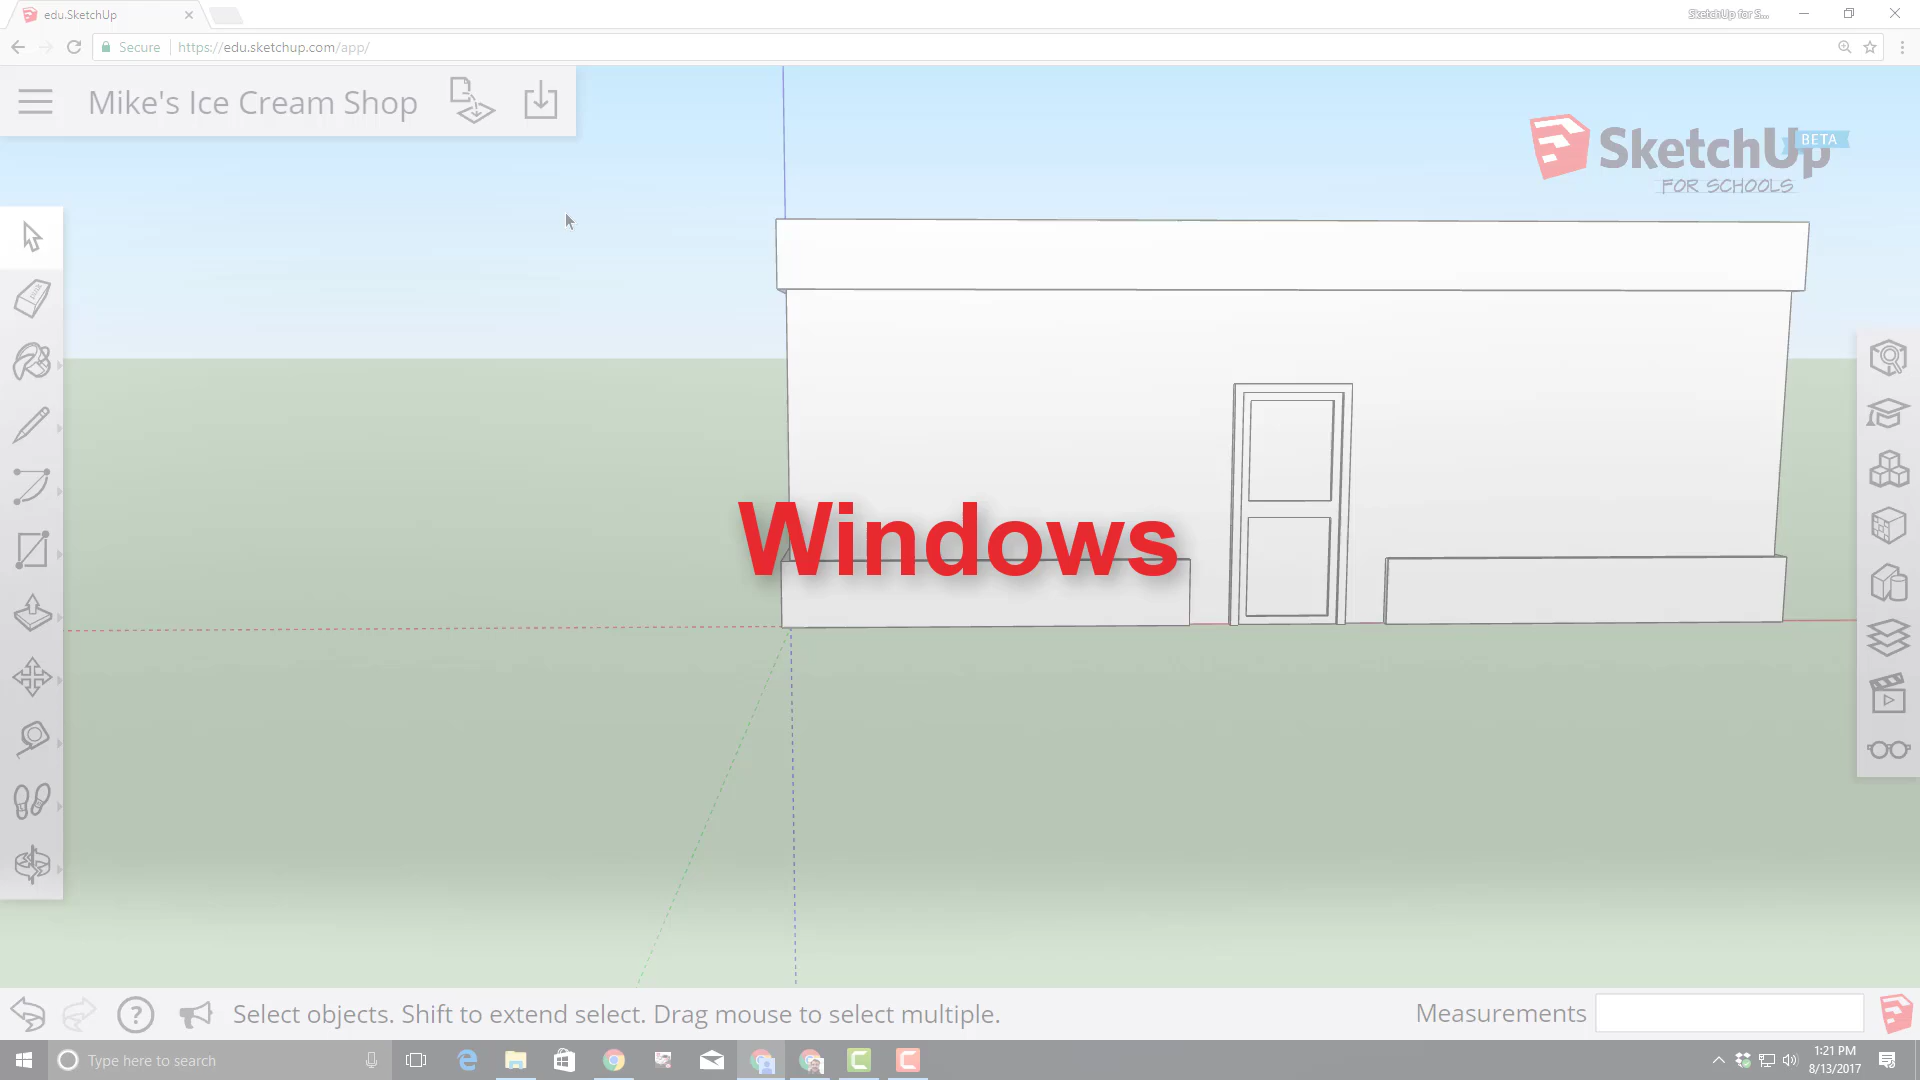 edu.SketchUp
SketchUp for S...
Secure
https://edu.sketchup.com/app/
Mike's Ice Cream Shop
SketchUp
BETA
FOR SCHOOLS
Windows
Select objects. Shift to extend select. Drag mouse to select multiple.
Measurements
Type here to search
1:21 PM
8/13/2017